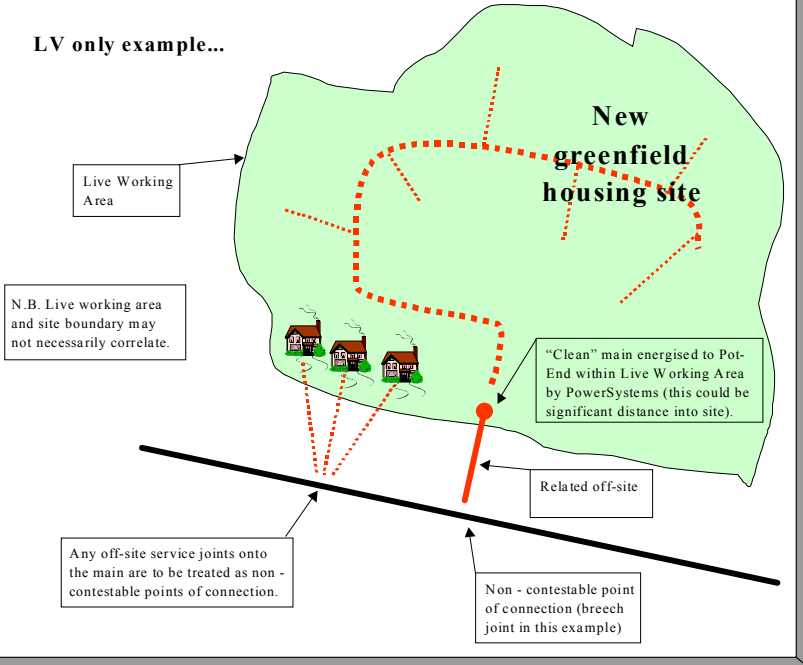 LV only example...
New
greenfield
housing site
Live Working
Area
N.B. Live working area
and site boundary may
not necessarily correlate.
“Clean” main energised to Pot-
End within Live Working Area
by PowerSystems (this could be
significant distance into site).
Related off-site
Any off-site service joints onto
the main are to be treated as non -
contestable points of connection.
Non - contestable point
of connection (breech
joint in this example)